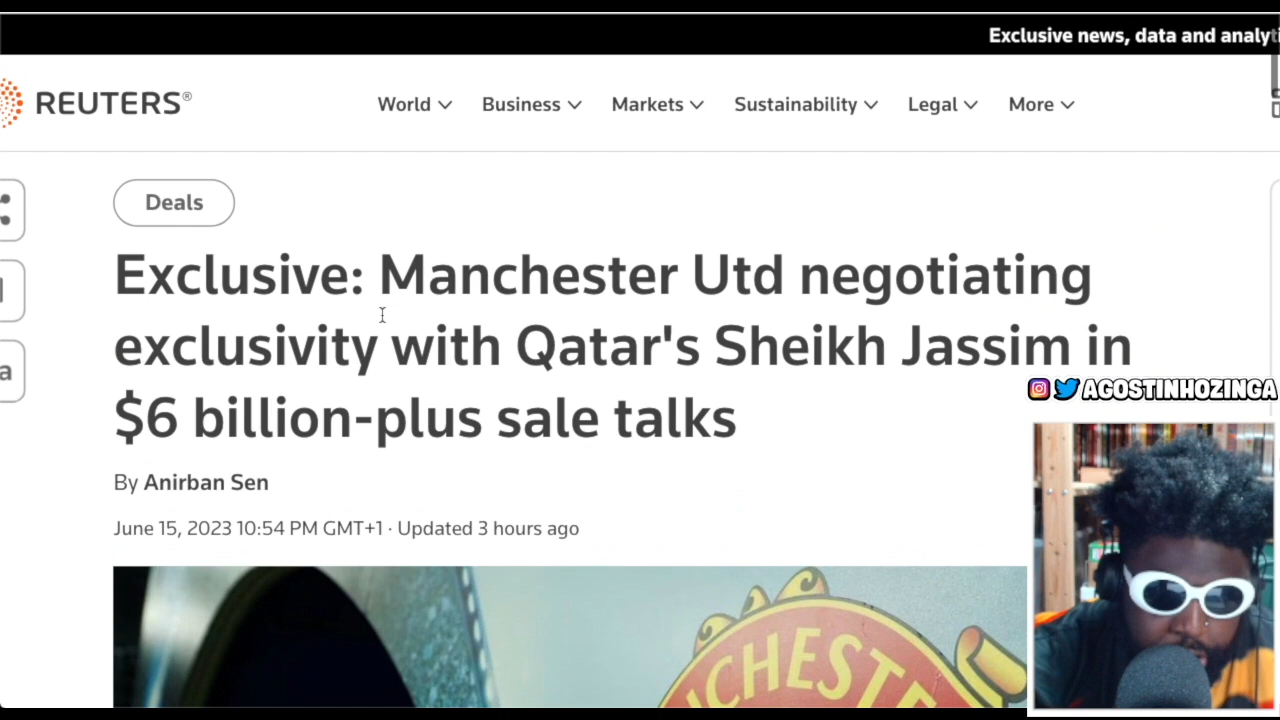 Exclusive news, data and analyt
REUTERS®
World Business Markets Sustainability Legal More
Deals
Exclusive: Manchester Utd negotiating
exclusivity with Qatar's Sheikh Jassim in
$6 billion-plus sale talks
AGOSTINHOZINGA
By Anirban Sen
June 15, 2023 10:54 PM GMT+1 · Updated 3 hours ago
CHESTE